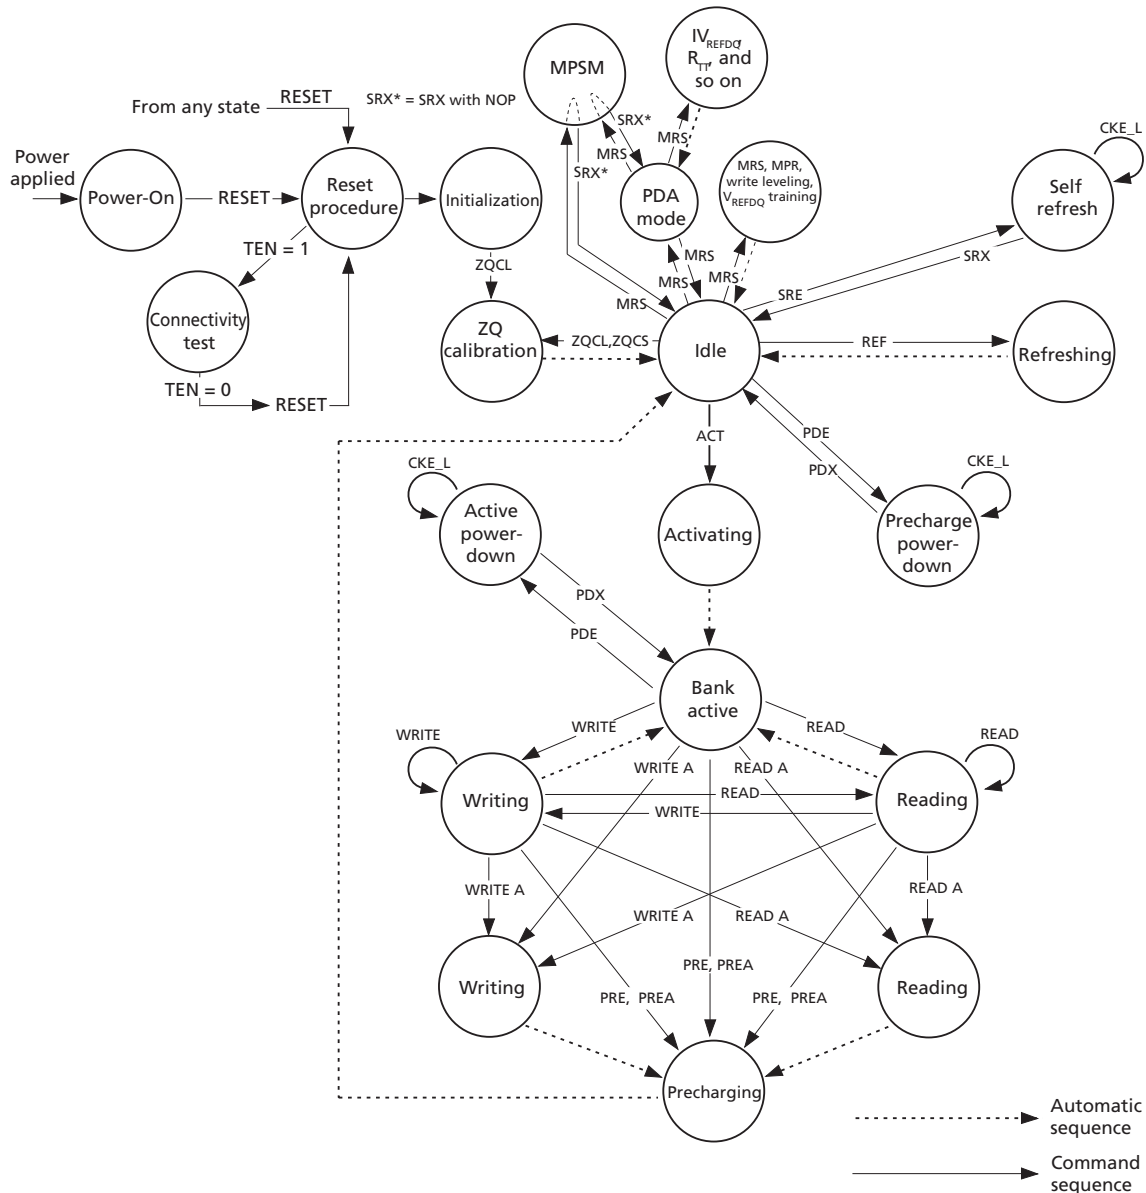 IV_REFDQ,
R_TT, and
so on
MPSM
RESET
From any state
SRX* = SRX with NOP
SRX*
MRS
MRS
CKE_L
Power
applied
Power-On
RESET
Reset
procedure
Initialization
SRX*
PDA
mode
MRS, MPR,
write leveling,
V_REFDQ training
Self
refresh
TEN = 1
ZQCL
MRS
MRS
MRS
SRX
SRE
MRS
Connectivity
test
ZQ
calibration
ZQCL,ZQCS
Idle
REF
Refreshing
TEN = 0
RESET
ACT
PDE
PDX
CKE_L
CKE_L
Active
power-
down
Activating
Precharge
power-
down
PDX
PDE
Bank
active
WRITE
READ
WRITE
READ
WRITE A
READ A
Writing
READ
WRITE
Reading
WRITE A
READ A
WRITE A
READ A
Writing
PRE, PREA
Reading
PRE, PREA
PRE, PREA
Precharging
Automatic
sequence
Command
sequence